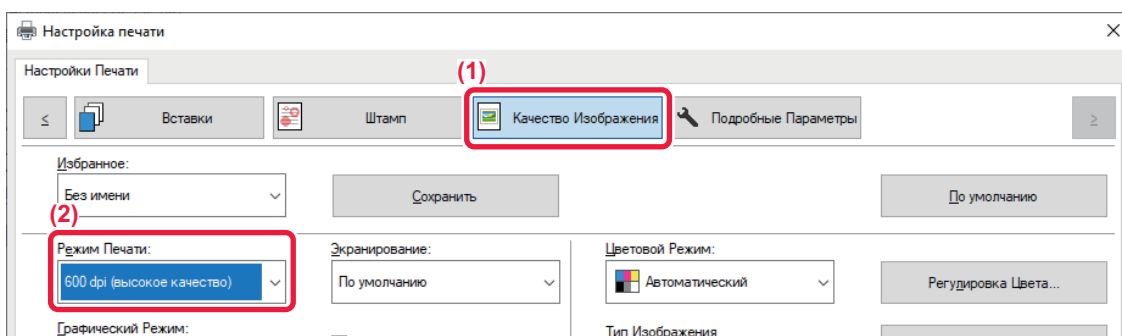 Настройка печати
Настройки Печати
(1)
< Вставки Штамп Качество Изображения Подробные Параметры >
Избранное:
Без имени Сохранить По умолчанию
(2)
Режим Печати: Экранирование: Цветовой Режим:
600 dpi (высокое качество) По умолчанию Автоматический Регулировка Цвета...
Графический Режим: Тип Изображения